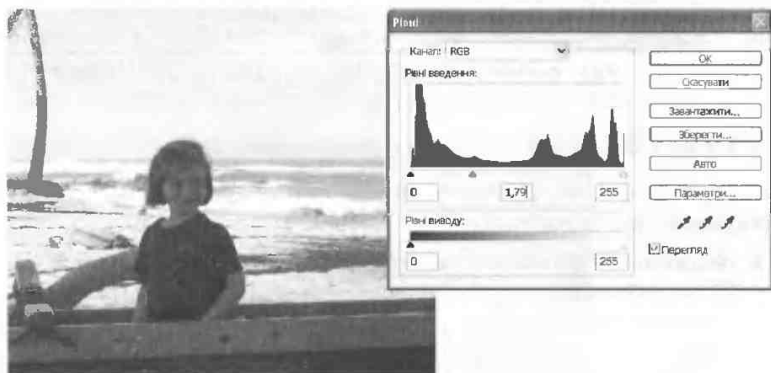 Рівні
Канал: RGB
Рівні введення:
0 1,79 255
Рівні виводу:
0 255
ОК
Скасувати
Завантажити...
Зберегти...
Авто
Параметри...
Перегляд